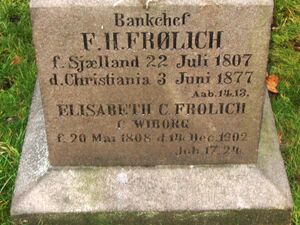 Bankchef
F.H.FRØLICH
f. Sjælland 22 Juli 1807
d. Christiania 3 Juni 1877
Aab.14.13.
ELISABETH C. FRØLICH
f. WIBORG
f. 20 Mai 1808 d. 14 Dec. 1902
Joh. 17.24.